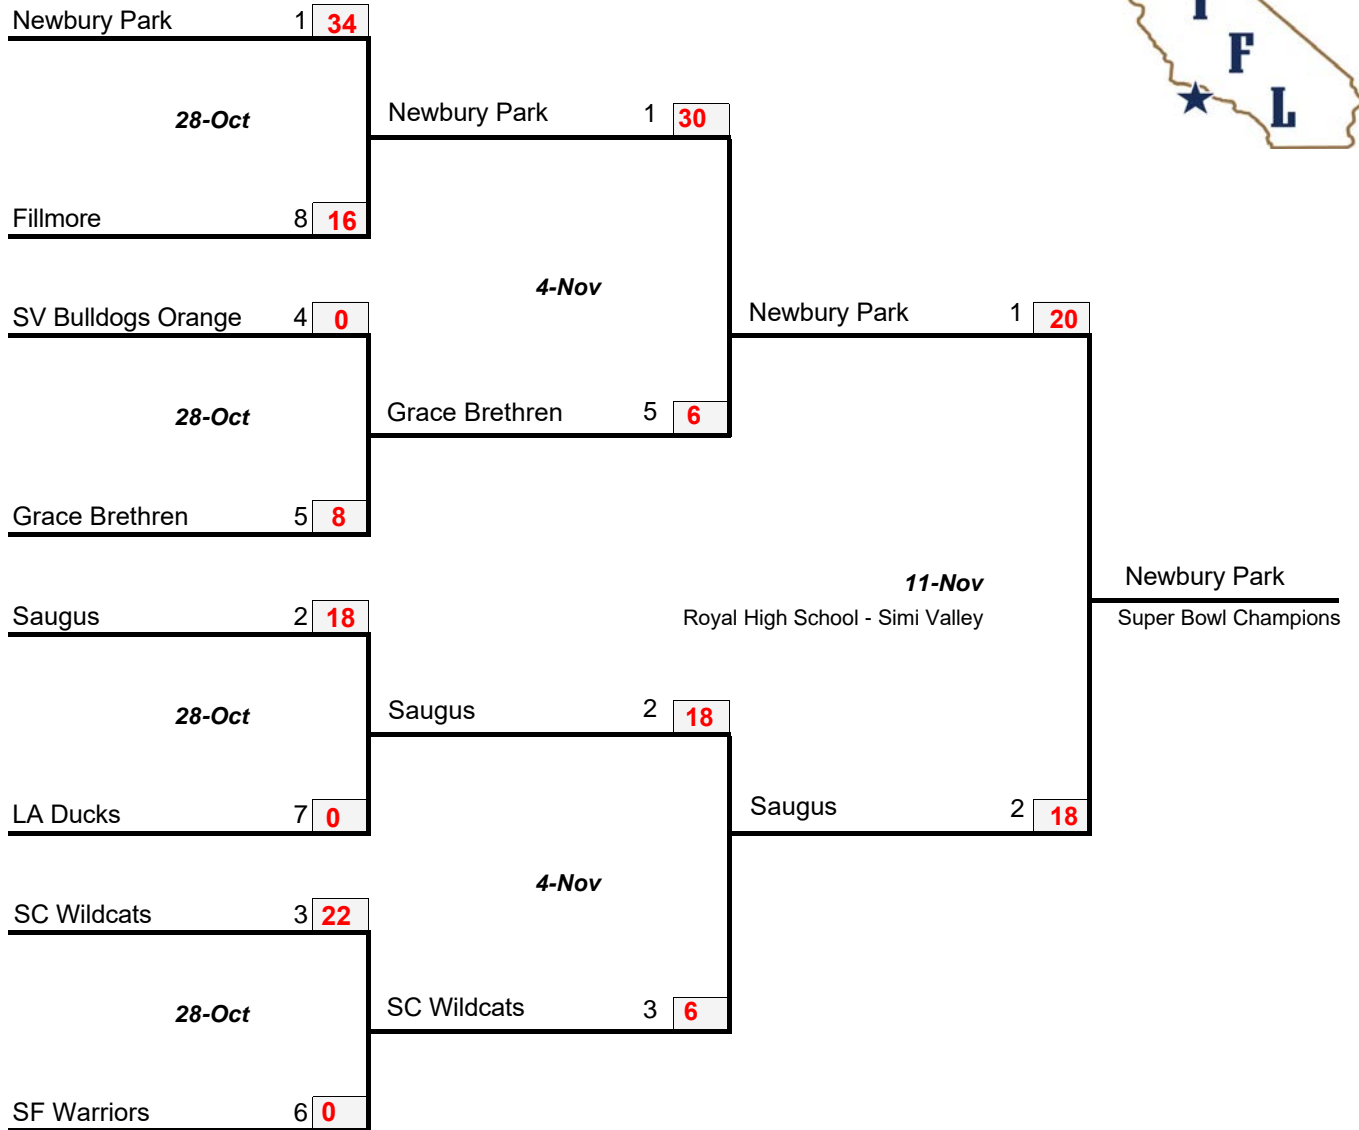 Newbury Park 1 34
28-Oct
Fillmore 8 16
SV Bulldogs Orange 4 0
28-Oct
Grace Brethren 5 8
Saugus 2 18
28-Oct
LA Ducks 7 0
SC Wildcats 3 22
28-Oct
SF Warriors 6 0
Newbury Park 1 30
4-Nov
Grace Brethren 5 6
Saugus 2 18
4-Nov
SC Wildcats 3 6
Newbury Park 1 20
11-Nov
Royal High School - Simi Valley
Saugus 2 18
Newbury Park
Super Bowl Champions
F
L